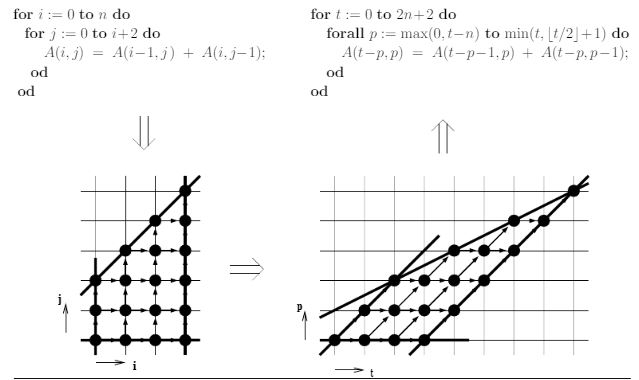 for i := 0 to n do
for j := 0 to i+2 do
A(i, j) = A(i−1, j) + A(i, j−1);
od
od
for t := 0 to 2n+2 do
forall p := max(0, t−n) to min(t, ⌊t/2⌋+1) do
A(t−p, p) = A(t−p−1, p) + A(t−p, p−1);
od
od
j
i
p
t